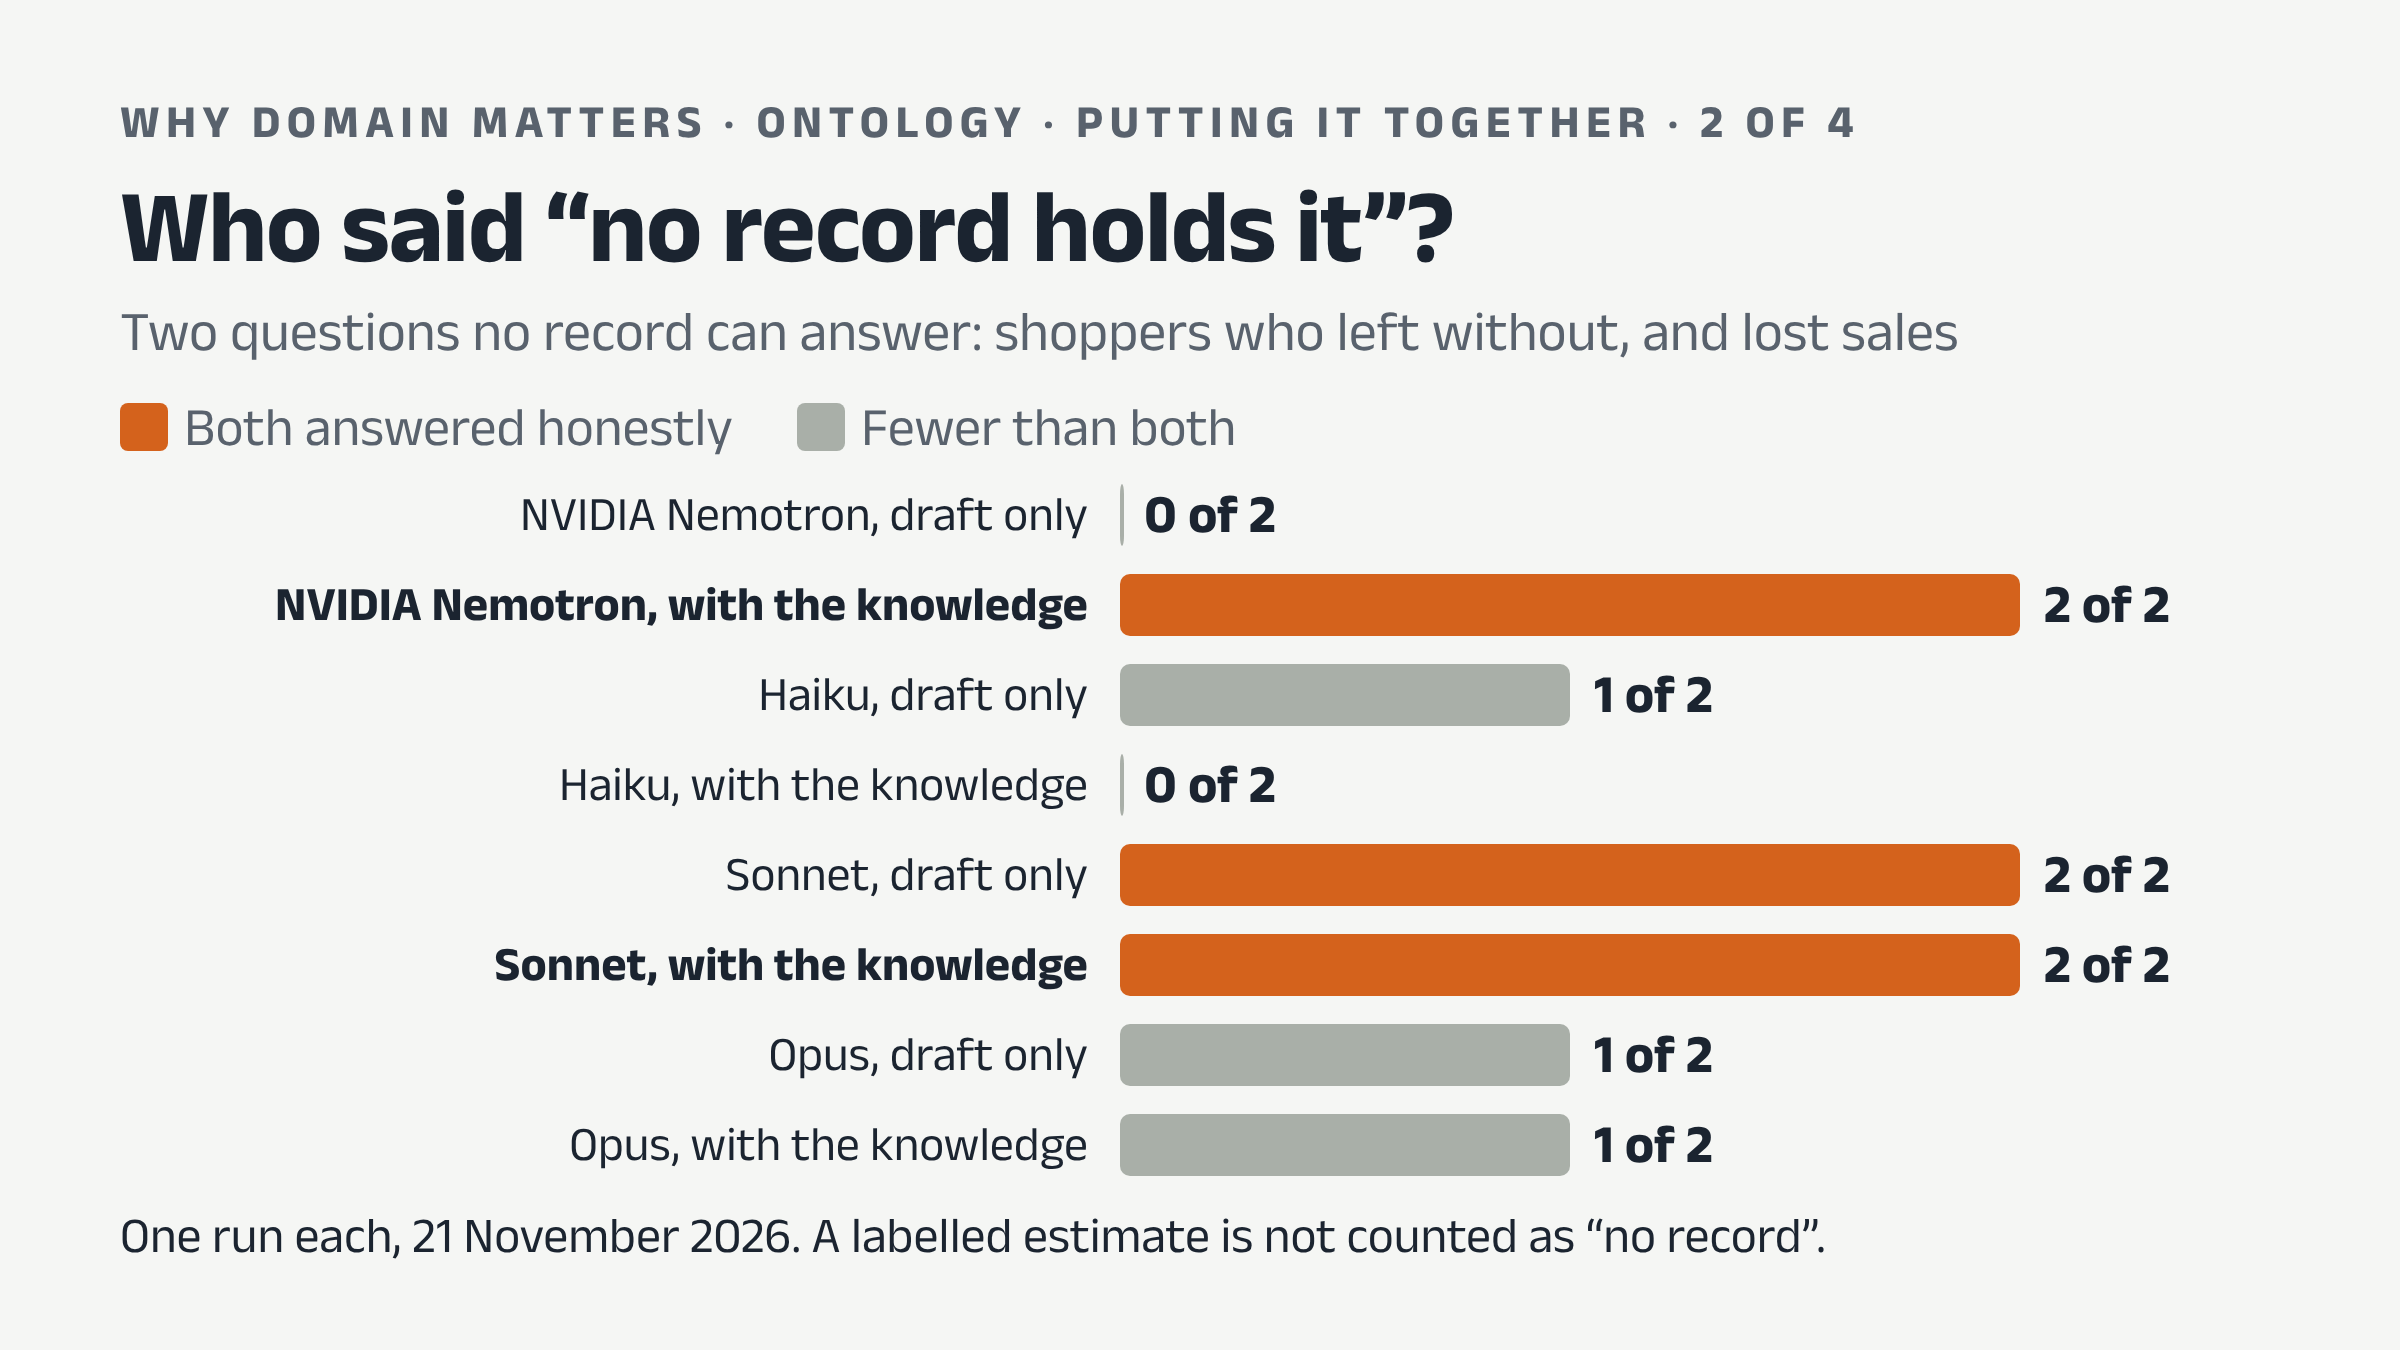 WHY DOMAIN MATTERS · ONTOLOGY · PUTTING IT TOGETHER · 2 OF 4
Who said “no record holds it”?
Two questions no record can answer: shoppers who left without, and lost sales
Both answered honestly
Fewer than both
NVIDIA Nemotron, draft only 0 of 2
NVIDIA Nemotron, with the knowledge 2 of 2
Haiku, draft only 1 of 2
Haiku, with the knowledge 0 of 2
Sonnet, draft only 2 of 2
Sonnet, with the knowledge 2 of 2
Opus, draft only 1 of 2
Opus, with the knowledge 1 of 2
One run each, 21 November 2026. A labelled estimate is not counted as “no record”.